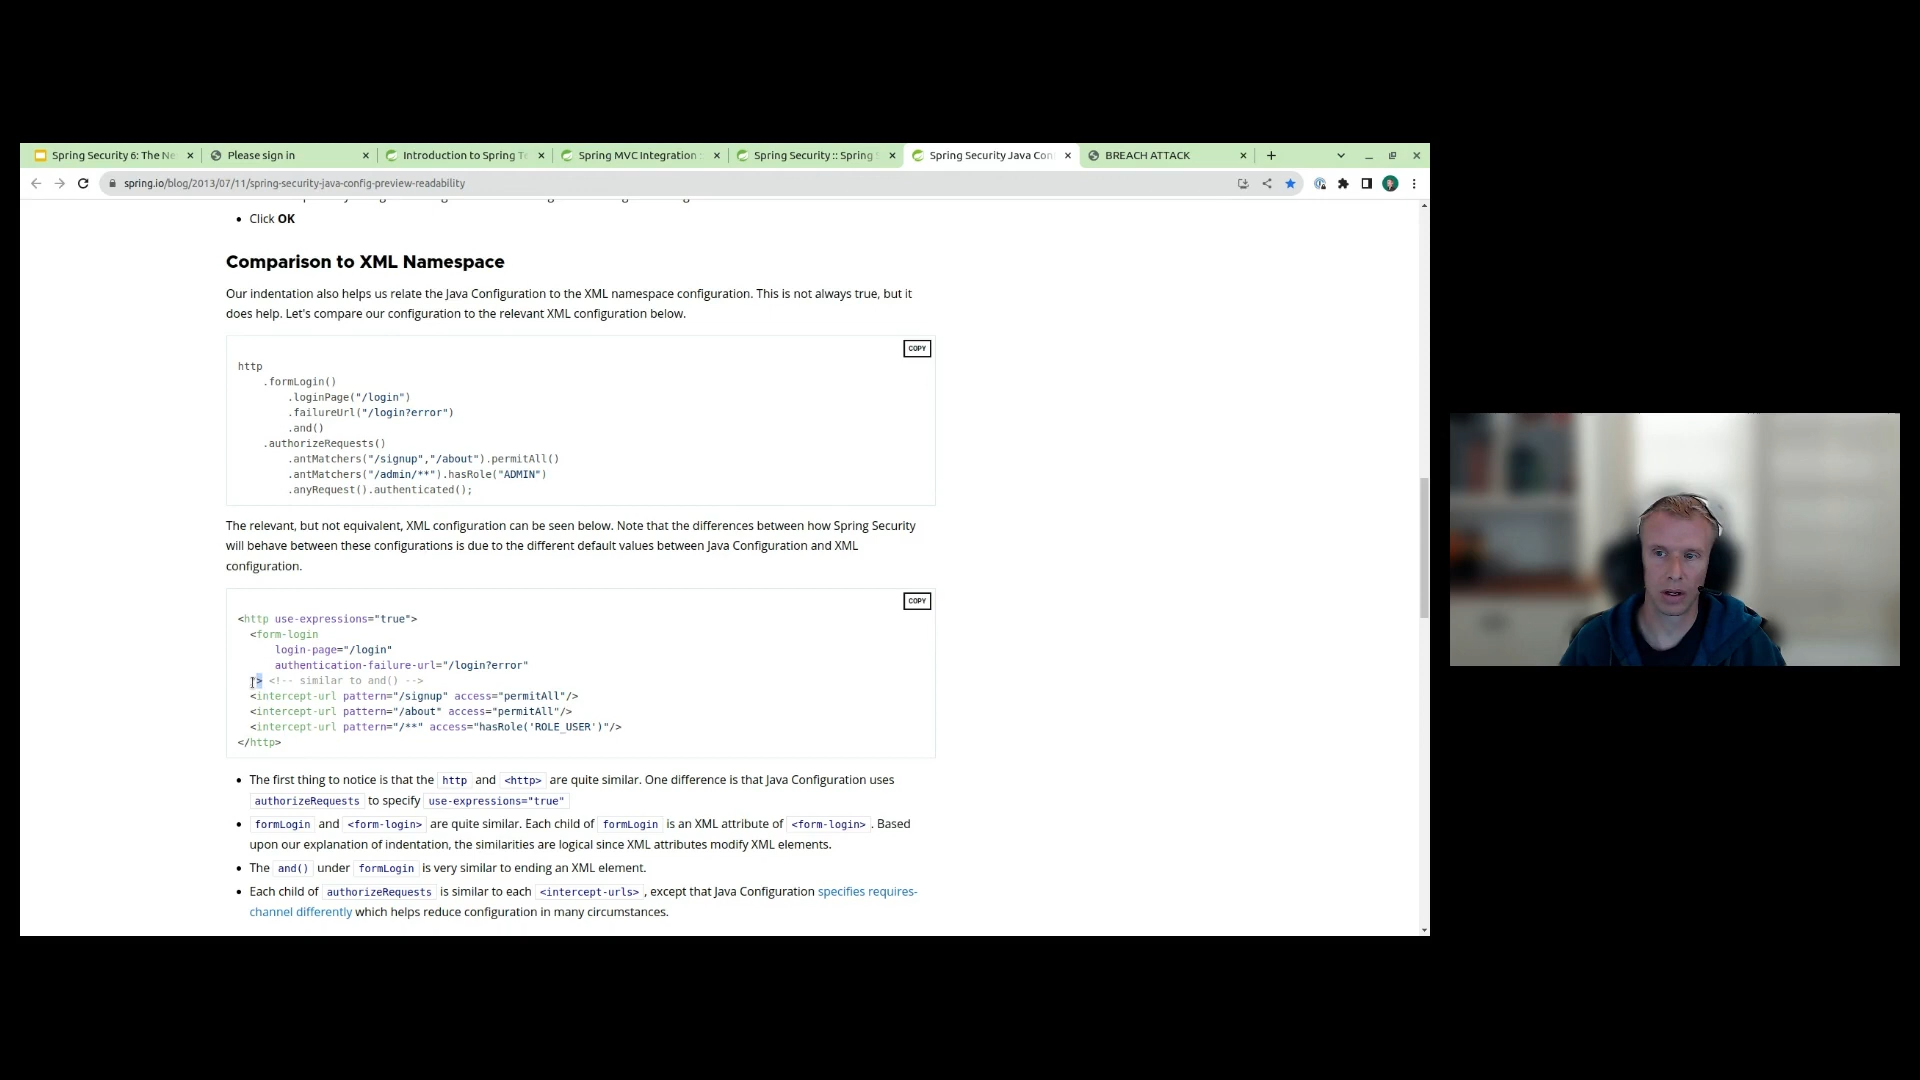 Spring Security 6: The Ne
Please sign in
Introduction to Spring Te
Spring MVC Integration :
Spring Security :: Spring
Spring Security Java Con
BREACH ATTACK
spring.io/blog/2013/07/11/spring-security-java-config-preview-readability
• Click OK
Comparison to XML Namespace
Our indentation also helps us relate the Java Configuration to the XML namespace configuration. This is not always true, but it
does help. Let's compare our configuration to the relevant XML configuration below.
COPY
http
.formLogin()
.loginPage("/login")
.failureUrl("/login?error")
.and()
.authorizeRequests()
.antMatchers("/signup","/about").permitAll()
.antMatchers("/admin/**").hasRole("ADMIN")
.anyRequest().authenticated();
The relevant, but not equivalent, XML configuration can be seen below. Note that the differences between how Spring Security
will behave between these configurations is due to the different default values between Java Configuration and XML
configuration.
COPY
<http use-expressions="true">
<form-login
login-page="/login"
authentication-failure-url="/login?error"
/> <!-- similar to and() -->
<intercept-url pattern="/signup" access="permitAll"/>
<intercept-url pattern="/about" access="permitAll"/>
<intercept-url pattern="/**" access="hasRole('ROLE_USER')"/>
</http>
• The first thing to notice is that the http and <http> are quite similar. One difference is that Java Configuration uses
authorizeRequests to specify use-expressions="true"
• formLogin and <form-login> are quite similar. Each child of formLogin is an XML attribute of <form-login>. Based
upon our explanation of indentation, the similarities are logical since XML attributes modify XML elements.
• The and() under formLogin is very similar to ending an XML element.
• Each child of authorizeRequests is similar to each <intercept-urls>, except that Java Configuration specifies requires-
channel differently which helps reduce configuration in many circumstances.